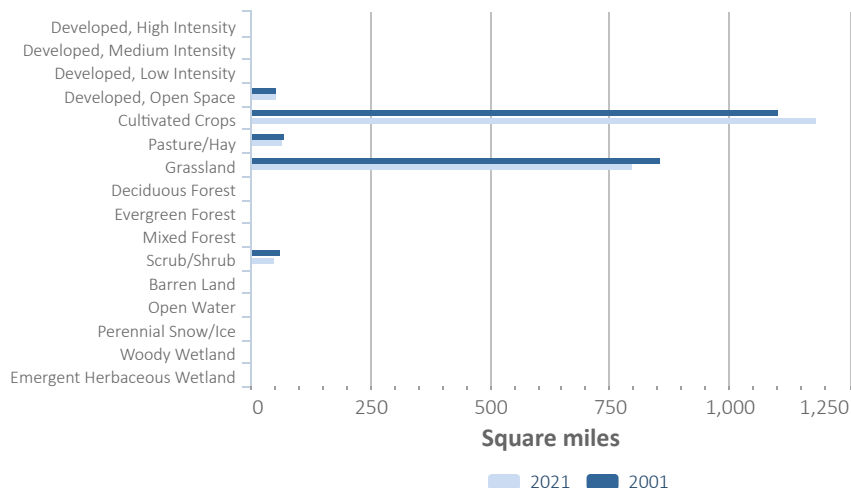 Developed, High Intensity
Developed, Medium Intensity
Developed, Low Intensity
Developed, Open Space
Cultivated Crops
Pasture/Hay
Grassland
Deciduous Forest
Evergreen Forest
Mixed Forest
Scrub/Shrub
Barren Land
Open Water
Perennial Snow/Ice
Woody Wetland
Emergent Herbaceous Wetland
0 250 500 750 1,000 1,250
Square miles
2021 2001